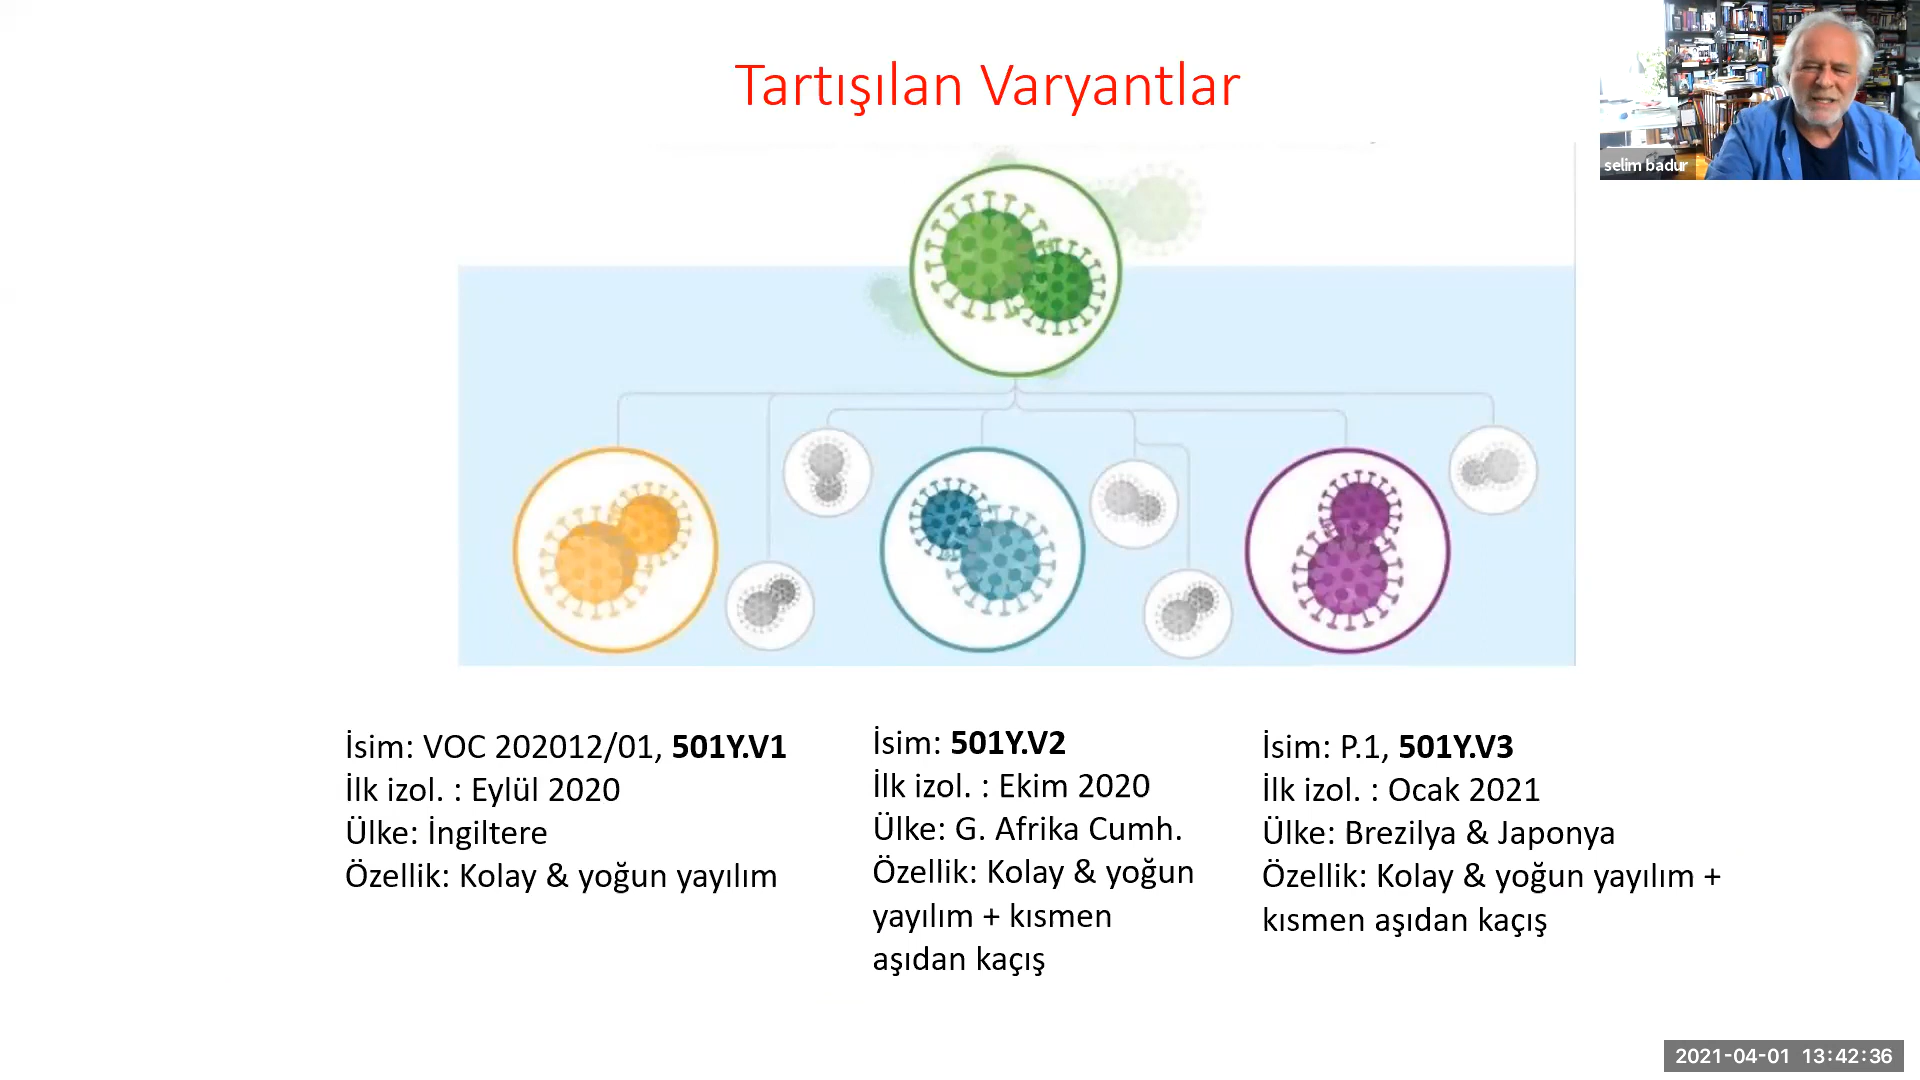 Tartışılan Varyantlar
selim badur
İsim: VOC 202012/01, 501Y.V1
İlk izol. : Eylül 2020
Ülke: İngiltere
Özellik: Kolay & yoğun yayılım
İsim: 501Y.V2
İlk izol. : Ekim 2020
Ülke: G. Afrika Cumh.
Özellik: Kolay & yoğun
yayılım + kısmen
aşıdan kaçış
İsim: P.1, 501Y.V3
İlk izol. : Ocak 2021
Ülke: Brezilya & Japonya
Özellik: Kolay & yoğun yayılım +
kısmen aşıdan kaçış
2021-04-01 13:42:36